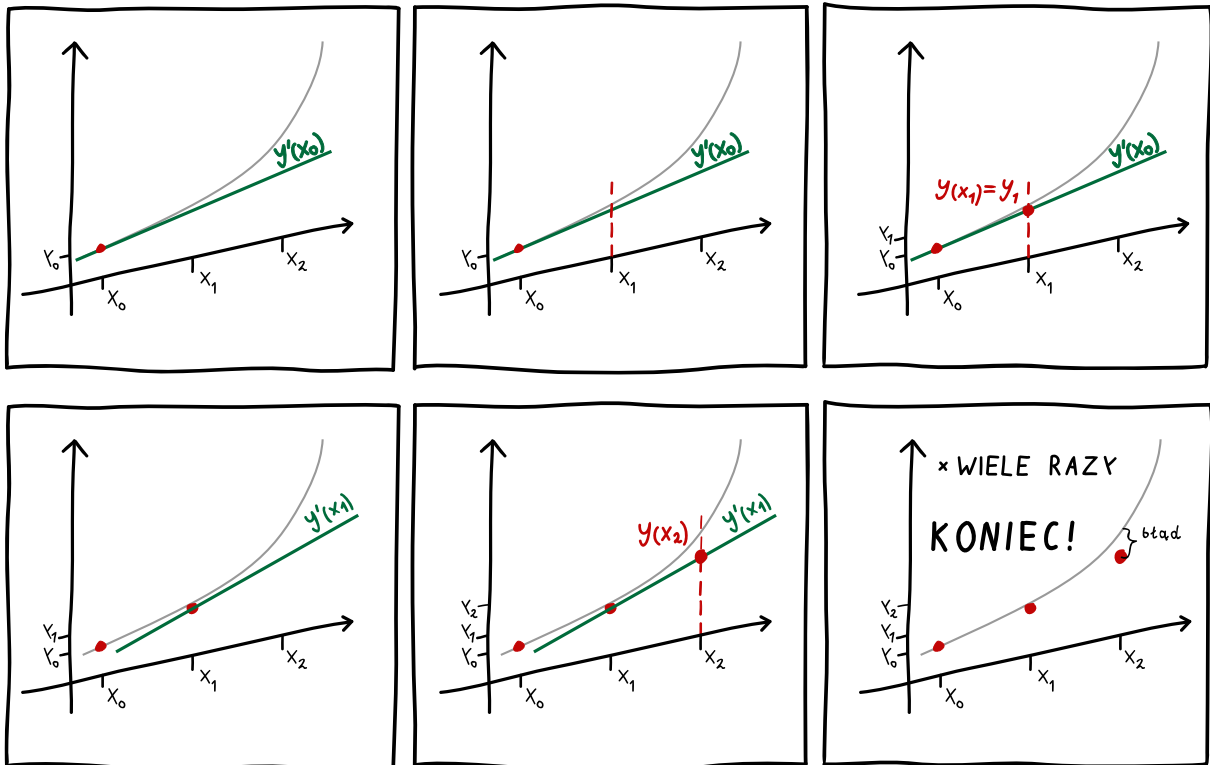 y'(x₀)
Y₀
X₀
X₁
X₂
y'(x₀)
Y₀
X₀
X₁
X₂
y'(x₀)
y(x₁)=y₁
Y₁
Y₀
X₀
X₁
X₂
y'(x₁)
Y₁
Y₀
X₀
X₁
X₂
y'(x₁)
y(x₂)
Y₂
Y₁
Y₀
X₀
X₁
X₂
× WIELE RAZY
KONIEC!
błąd
Y₂
Y₁
Y₀
X₀
X₁
X₂